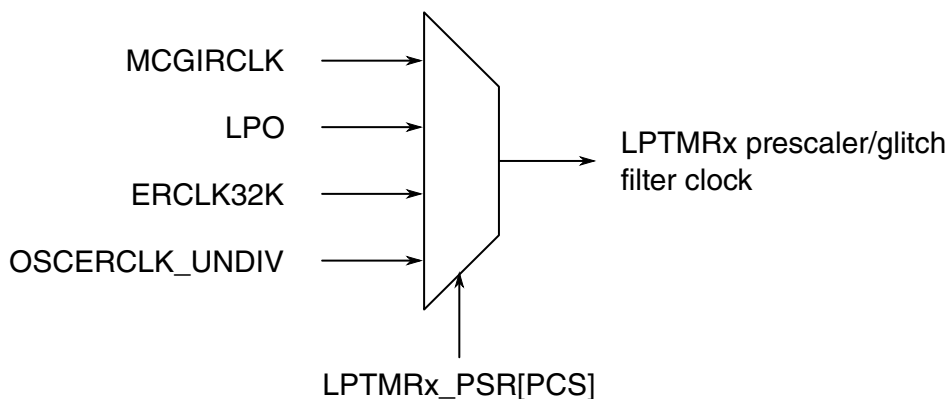 MCGIRCLK
LPO
ERCLK32K
OSCERCLK_UNDIV
LPTMRx prescaler/glitch
filter clock
LPTMRx_PSR[PCS]